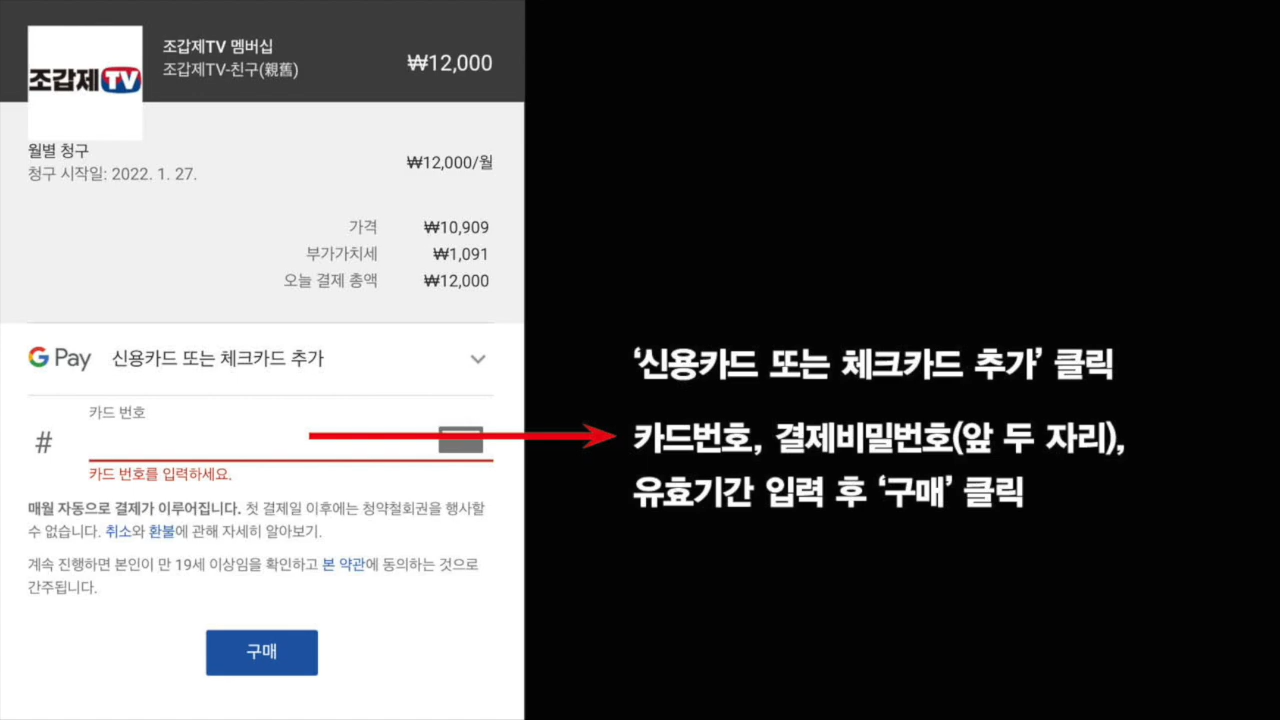 조갑제TV
조갑제TV 멤버십
조갑제TV-친구(親舊)
₩12,000
월별 청구
청구 시작일: 2022. 1. 27.
₩12,000/월
가격 ₩10,909
부가가치세 ₩1,091
오늘 결제 총액 ₩12,000
G Pay 신용카드 또는 체크카드 추가
카드 번호
#
카드 번호를 입력하세요.
매월 자동으로 결제가 이루어집니다. 첫 결제일 이후에는 청약철회권을 행사할
수 없습니다. 취소와 환불에 관해 자세히 알아보기.
계속 진행하면 본인이 만 19세 이상임을 확인하고 본 약관에 동의하는 것으로
간주됩니다.
구매
‘신용카드 또는 체크카드 추가’ 클릭
카드번호, 결제비밀번호(앞 두 자리),
유효기간 입력 후 ‘구매’ 클릭